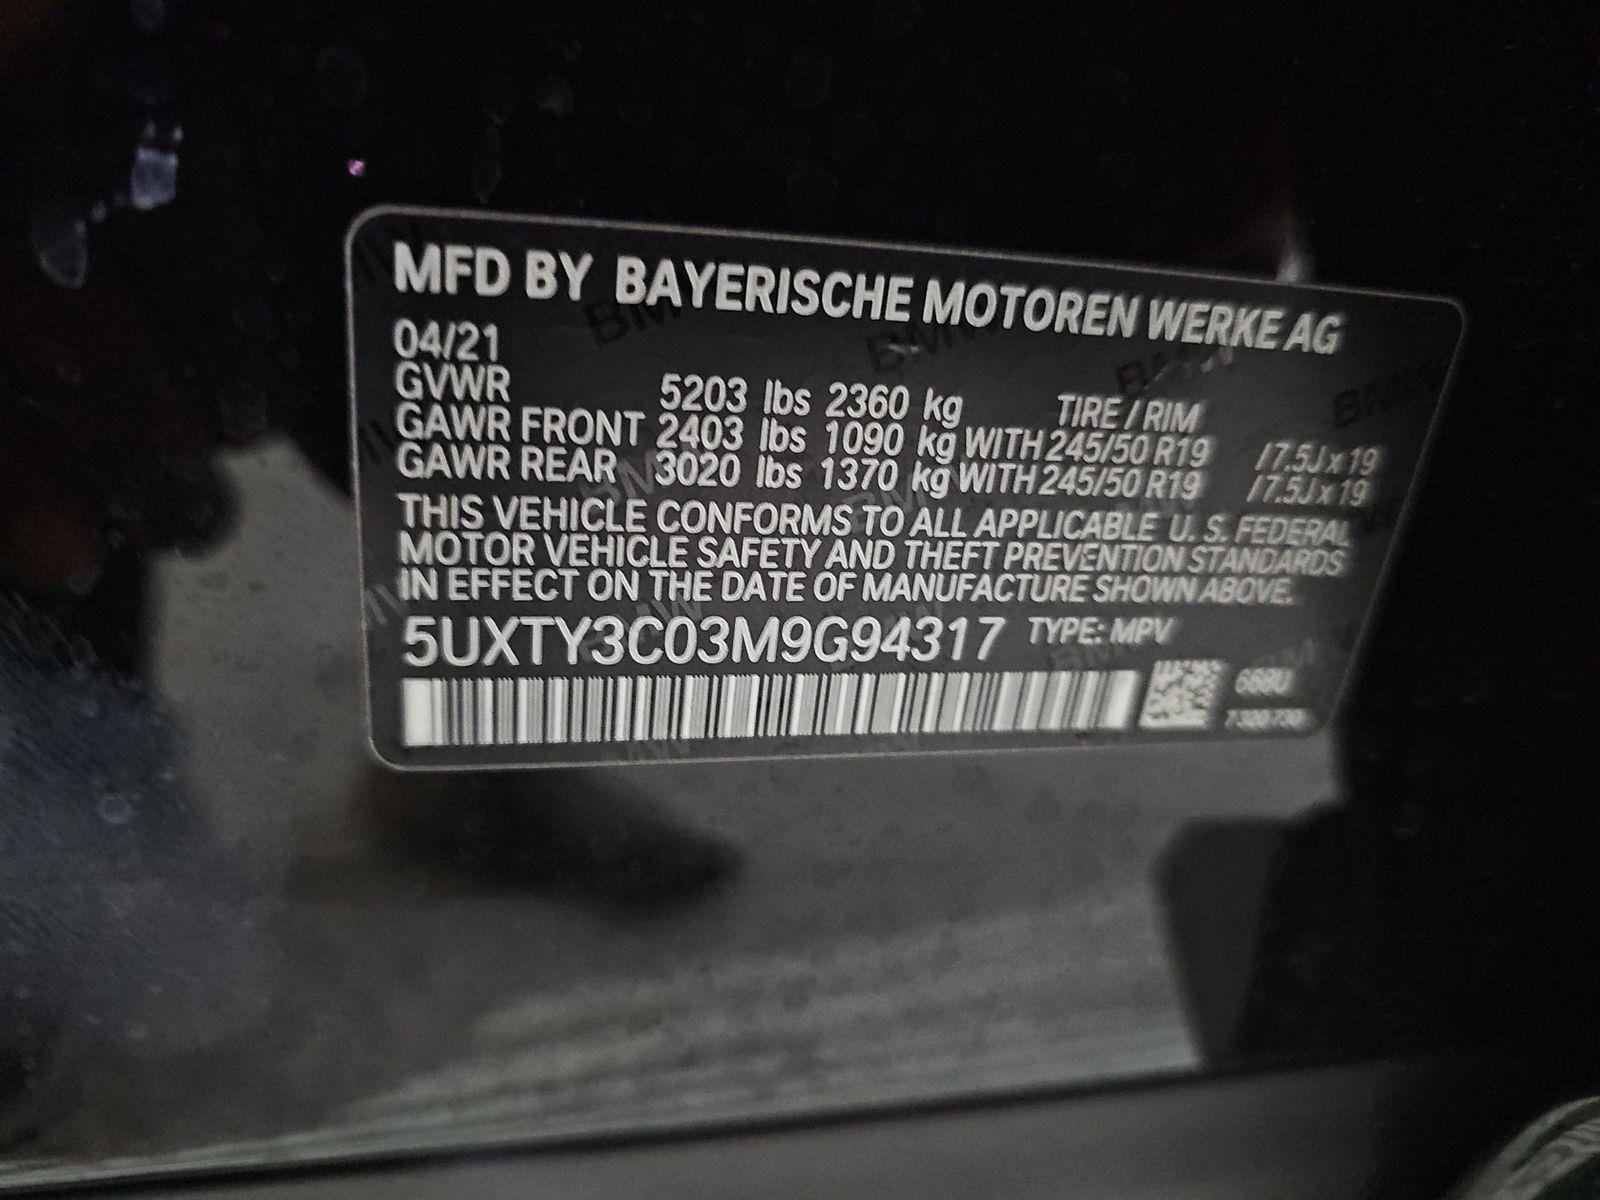 MFD BY BAYERISCHE MOTOREN WERKE AG
04/21
GVWR 5203 lbs 2360 kg TIRE / RIM
GAWR FRONT 2403 lbs 1090 kg WITH 245/50 R19 /7.5J x 19
GAWR REAR 3020 lbs 1370 kg WITH 245/50 R19 /7.5J x 19
THIS VEHICLE CONFORMS TO ALL APPLICABLE U. S. FEDERAL
MOTOR VEHICLE SAFETY AND THEFT PREVENTION STANDARDS
IN EFFECT ON THE DATE OF MANUFACTURE SHOWN ABOVE.
5UXTY3C03M9G94317 TYPE: MPV